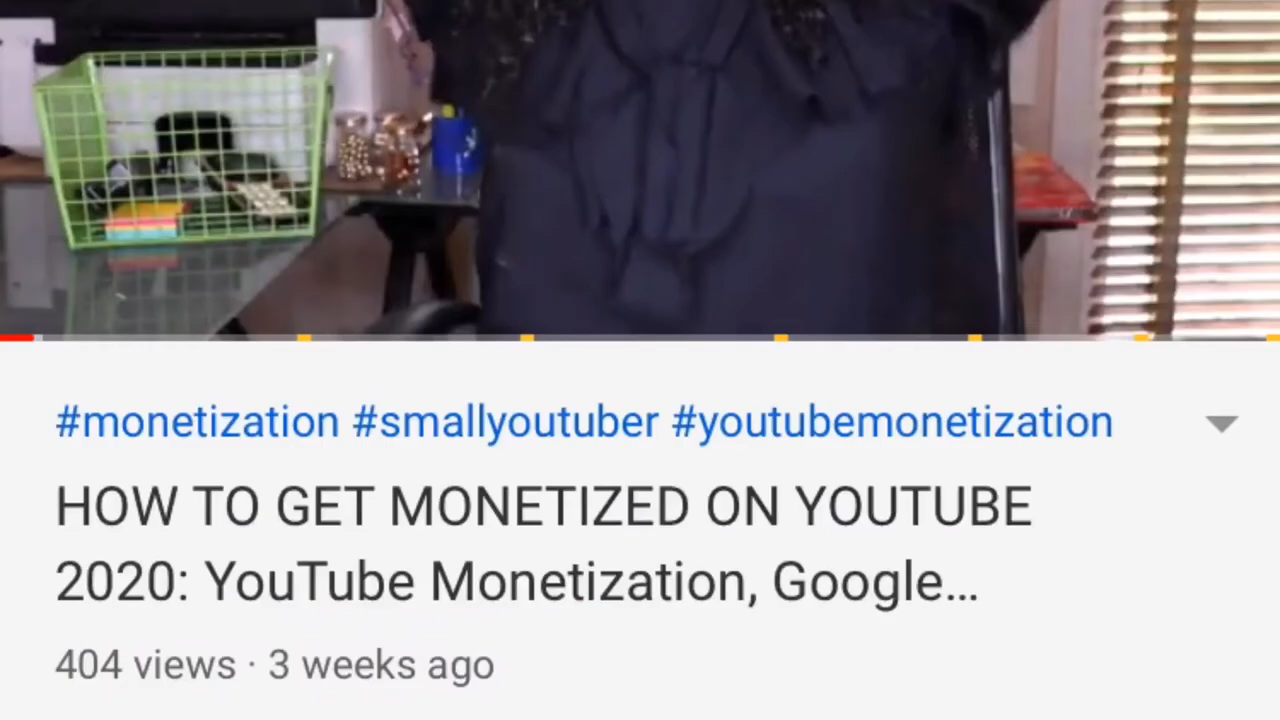 #monetization #smallyoutuber #youtubemonetization
HOW TO GET MONETIZED ON YOUTUBE
2020: YouTube Monetization, Google...
404 views · 3 weeks ago